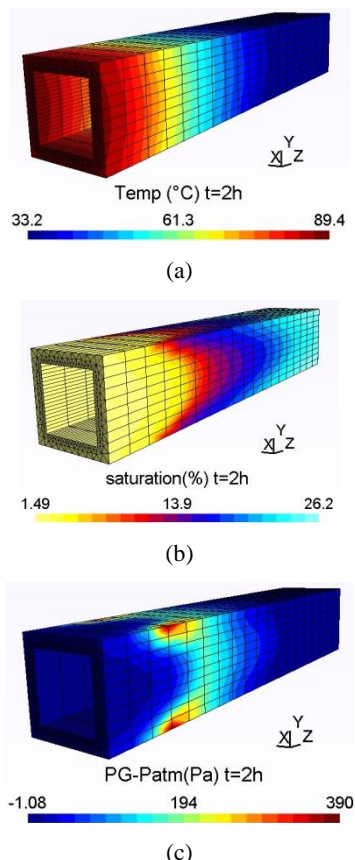 Y
X Z
Temp (°C) t=2h
33.2 61.3 89.4
(a)
Y
X Z
saturation(%) t=2h
1.49 13.9 26.2
(b)
Y
X Z
PG-Patm(Pa) t=2h
-1.08 194 390
(c)